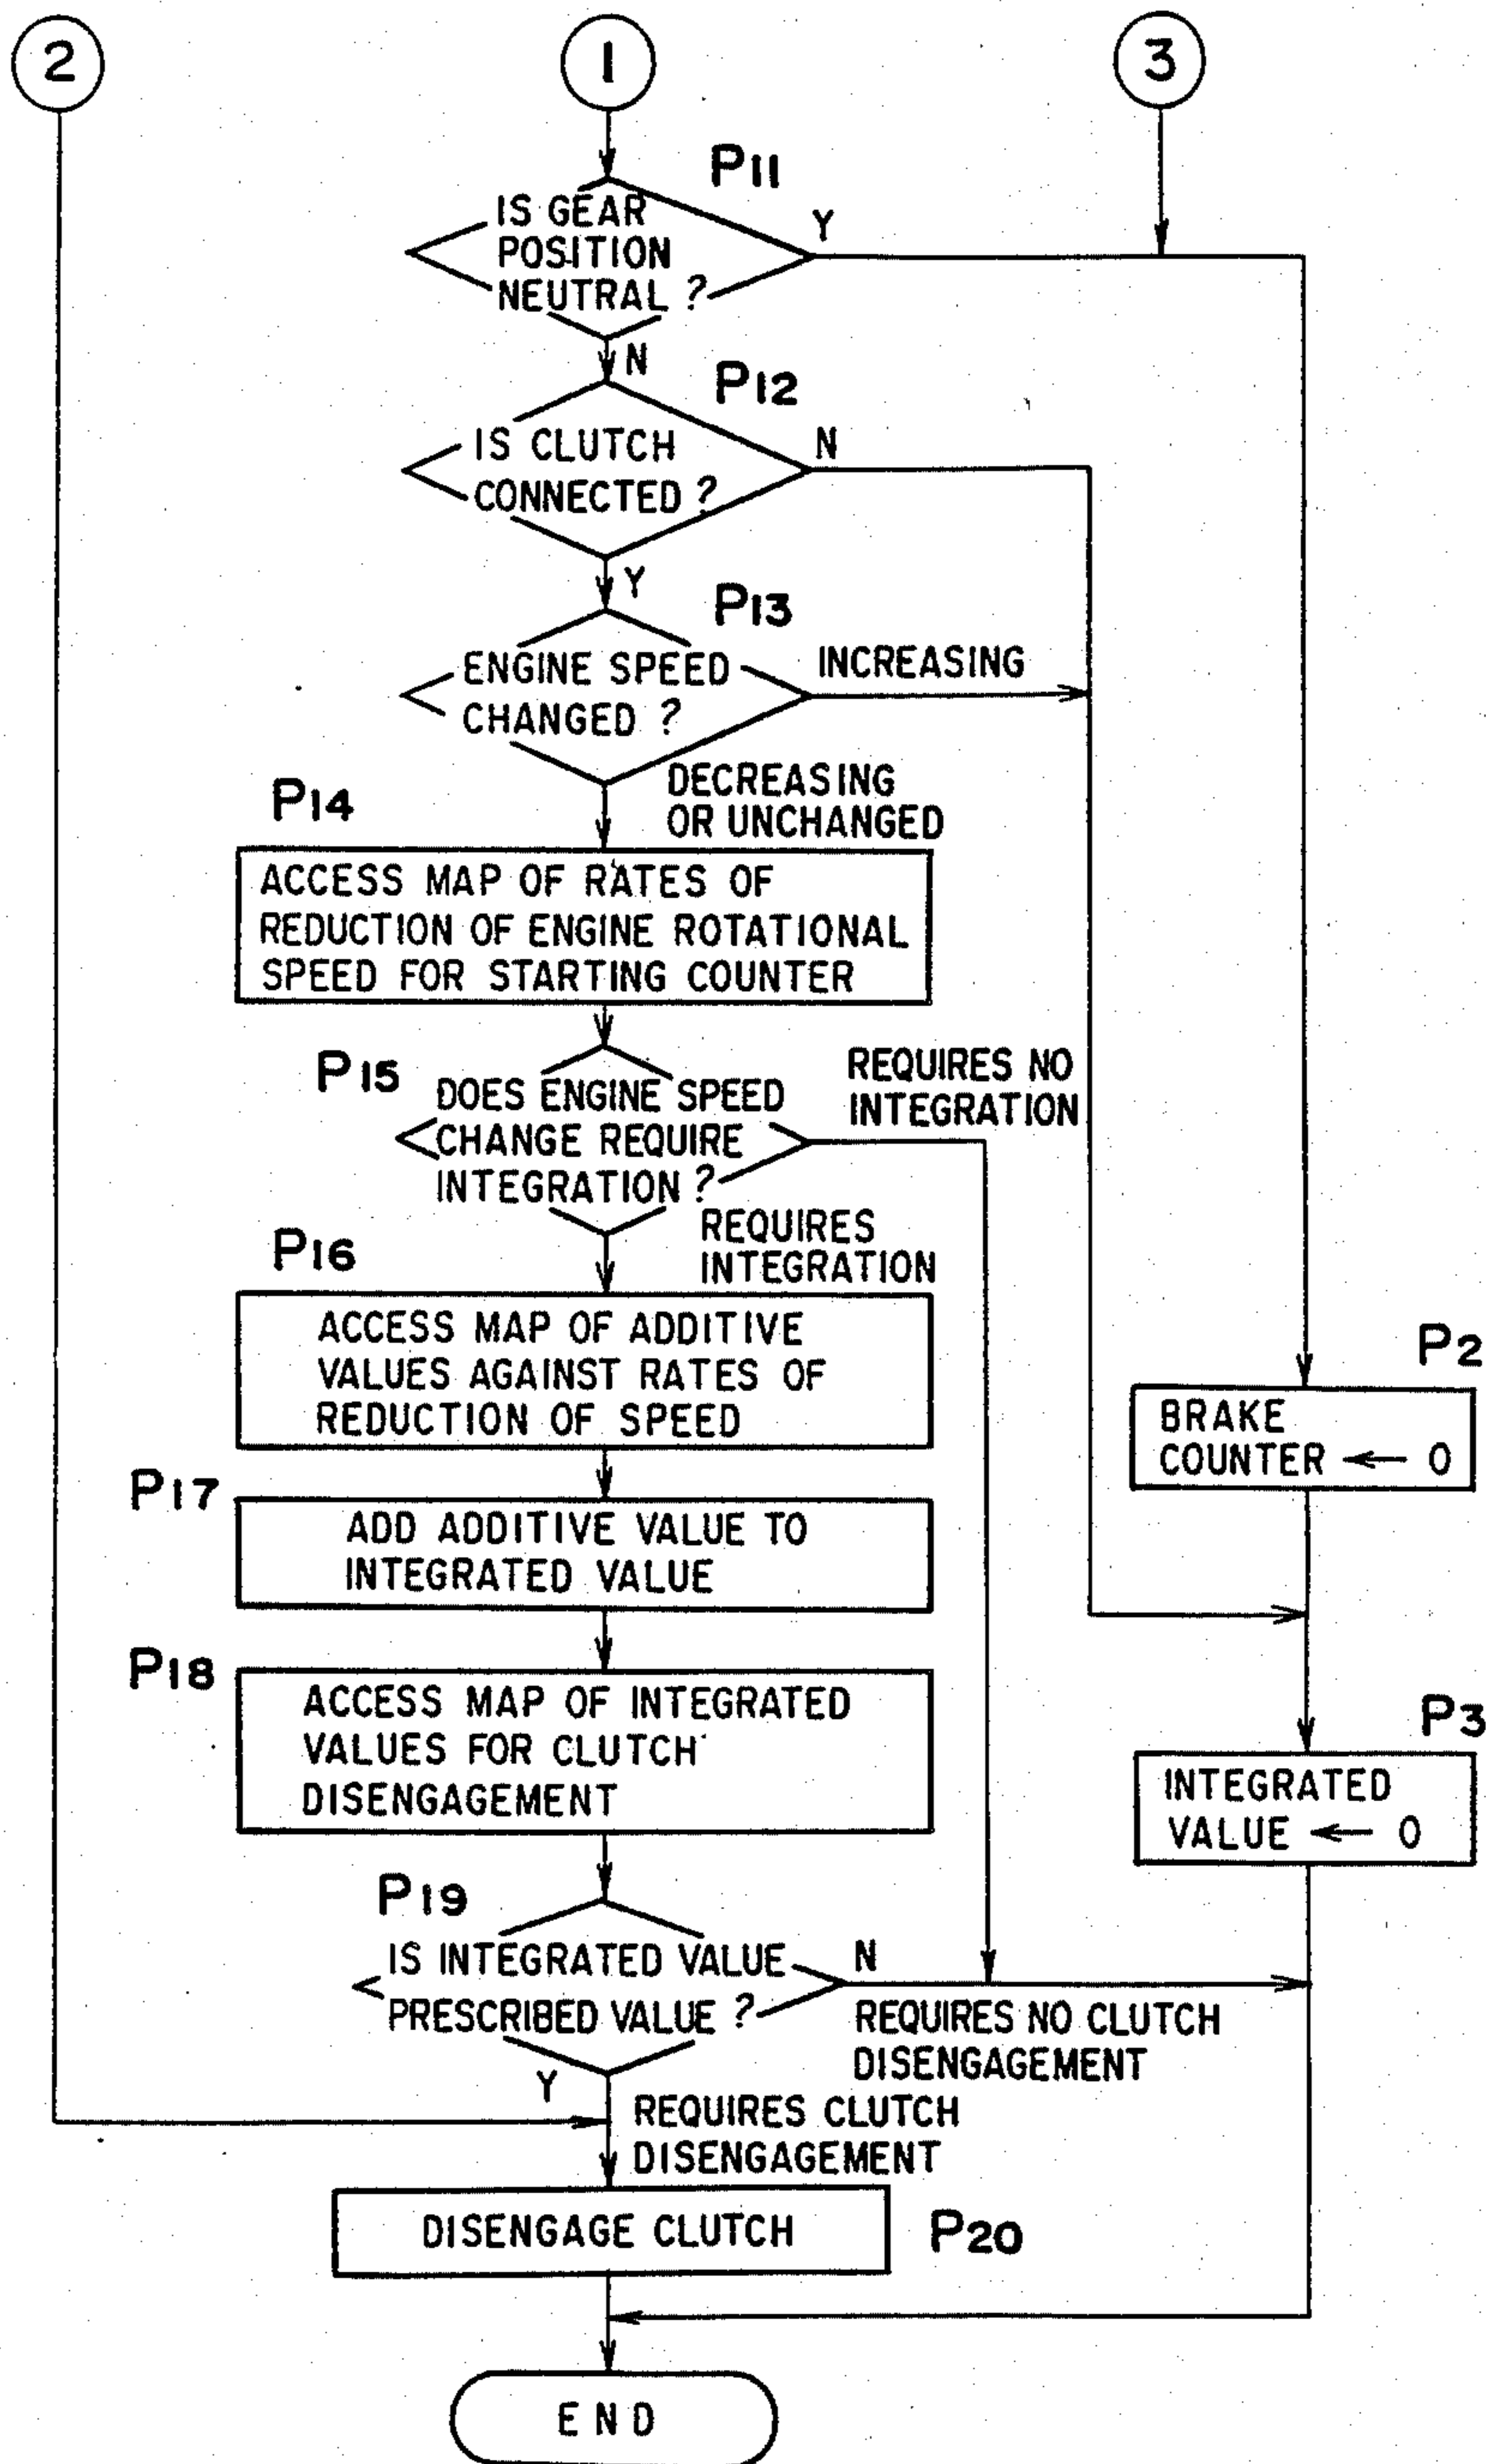 2
1
3
P11
IS GEAR
POSITION
NEUTRAL ?
Y
N
P12
IS CLUTCH
CONNECTED ?
N
Y
P13
ENGINE SPEED
CHANGED ?
INCREASING
DECREASING
OR UNCHANGED
P14
ACCESS MAP OF RATES OF
REDUCTION OF ENGINE ROTATIONAL
SPEED FOR STARTING COUNTER
P15
DOES ENGINE SPEED
CHANGE REQUIRE
INTEGRATION ?
REQUIRES NO
INTEGRATION
REQUIRES
INTEGRATION
P16
ACCESS MAP OF ADDITIVE
VALUES AGAINST RATES OF
REDUCTION OF SPEED
P2
BRAKE
COUNTER ← 0
P17
ADD ADDITIVE VALUE TO
INTEGRATED VALUE
P18
ACCESS MAP OF INTEGRATED
VALUES FOR CLUTCH
DISENGAGEMENT
P3
INTEGRATED
VALUE ← 0
P19
IS INTEGRATED VALUE
PRESCRIBED VALUE ?
N
REQUIRES NO CLUTCH
DISENGAGEMENT
Y
REQUIRES CLUTCH
DISENGAGEMENT
DISENGAGE CLUTCH
P20
END